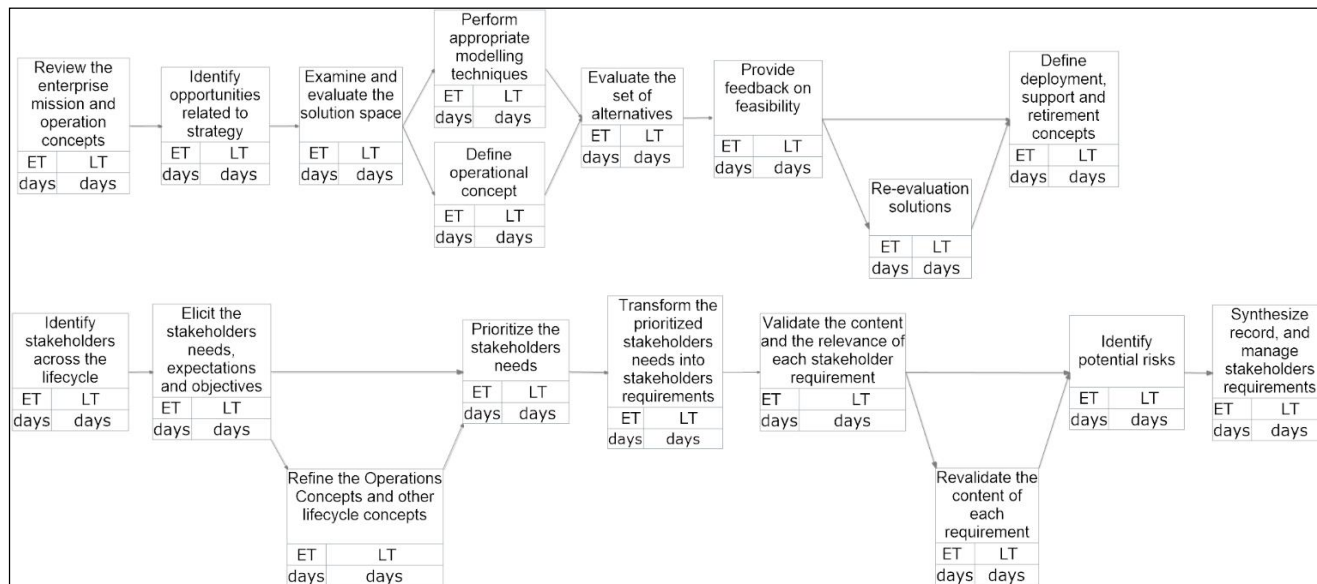 Review the
enterprise
mission and
operation
concepts
ET LT
days days
Identify
opportunities
related to
strategy
ET LT
days days
Examine and
evaluate the
solution space
ET LT
days days
Perform
appropriate
modelling
techniques
ET LT
days days
Define
operational
concept
ET LT
days days
Evaluate the
set of
alternatives
ET LT
days days
Provide
feedback on
feasibility
ET LT
days days
Re-evaluation
solutions
ET LT
days days
Define
deployment,
support and
retirement
concepts
ET LT
days days
Identify
stakeholders
across the
lifecycle
ET LT
days days
Elicit the
stakeholders
needs,
expectations
and objectives
ET LT
days days
Refine the Operations
Concepts and other
lifecycle concepts
ET LT
days days
Prioritize the
stakeholders
needs
ET LT
days days
Transform the
prioritized
stakeholders
needs into
stakeholders
requirements
ET LT
days days
Validate the content
and the relevance of
each stakeholder
requirement
ET LT
days days
Revalidate the
content of
each
requirement
ET LT
days days
Identify
potential risks
ET LT
days days
Synthesize
record, and
manage
stakeholders
requirements
ET LT
days days